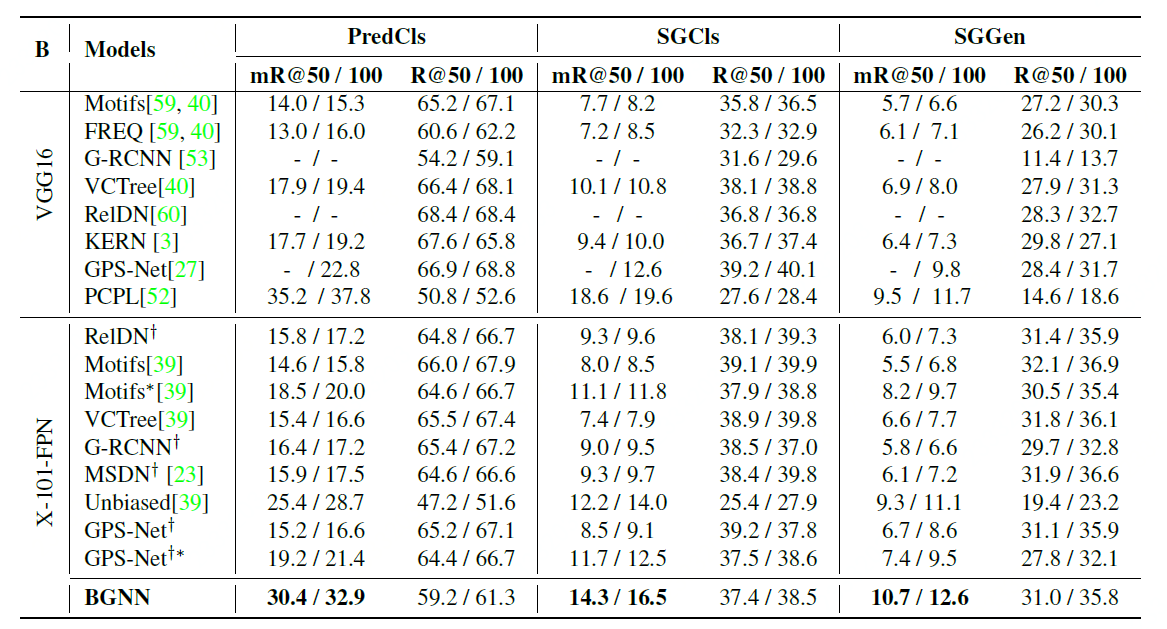 B Models PredCls SGCls SGGen
mR@50 / 100 R@50 / 100 mR@50 / 100 R@50 / 100 mR@50 / 100 R@50 / 100
VGG16
Motifs[59, 40] 14.0 / 15.3 65.2 / 67.1 7.7 / 8.2 35.8 / 36.5 5.7 / 6.6 27.2 / 30.3
FREQ [59, 40] 13.0 / 16.0 60.6 / 62.2 7.2 / 8.5 32.3 / 32.9 6.1 / 7.1 26.2 / 30.1
G-RCNN [53] - / - 54.2 / 59.1 - / - 31.6 / 29.6 - / - 11.4 / 13.7
VCTree[40] 17.9 / 19.4 66.4 / 68.1 10.1 / 10.8 38.1 / 38.8 6.9 / 8.0 27.9 / 31.3
RelDN[60] - / - 68.4 / 68.4 - / - 36.8 / 36.8 - / - 28.3 / 32.7
KERN [3] 17.7 / 19.2 67.6 / 65.8 9.4 / 10.0 36.7 / 37.4 6.4 / 7.3 29.8 / 27.1
GPS-Net[27] - / 22.8 66.9 / 68.8 - / 12.6 39.2 / 40.1 - / 9.8 28.4 / 31.7
PCPL[52] 35.2 / 37.8 50.8 / 52.6 18.6 / 19.6 27.6 / 28.4 9.5 / 11.7 14.6 / 18.6
X-101-FPN
RelDN† 15.8 / 17.2 64.8 / 66.7 9.3 / 9.6 38.1 / 39.3 6.0 / 7.3 31.4 / 35.9
Motifs[39] 14.6 / 15.8 66.0 / 67.9 8.0 / 8.5 39.1 / 39.9 5.5 / 6.8 32.1 / 36.9
Motifs*[39] 18.5 / 20.0 64.6 / 66.7 11.1 / 11.8 37.9 / 38.8 8.2 / 9.7 30.5 / 35.4
VCTree[39] 15.4 / 16.6 65.5 / 67.4 7.4 / 7.9 38.9 / 39.8 6.6 / 7.7 31.8 / 36.1
G-RCNN† 16.4 / 17.2 65.4 / 67.2 9.0 / 9.5 38.5 / 37.0 5.8 / 6.6 29.7 / 32.8
MSDN† [23] 15.9 / 17.5 64.6 / 66.6 9.3 / 9.7 38.4 / 39.8 6.1 / 7.2 31.9 / 36.6
Unbiased[39] 25.4 / 28.7 47.2 / 51.6 12.2 / 14.0 25.4 / 27.9 9.3 / 11.1 19.4 / 23.2
GPS-Net† 15.2 / 16.6 65.2 / 67.1 8.5 / 9.1 39.2 / 37.8 6.7 / 8.6 31.1 / 35.9
GPS-Net†* 19.2 / 21.4 64.4 / 66.7 11.7 / 12.5 37.5 / 38.6 7.4 / 9.5 27.8 / 32.1
BGNN 30.4 / 32.9 59.2 / 61.3 14.3 / 16.5 37.4 / 38.5 10.7 / 12.6 31.0 / 35.8